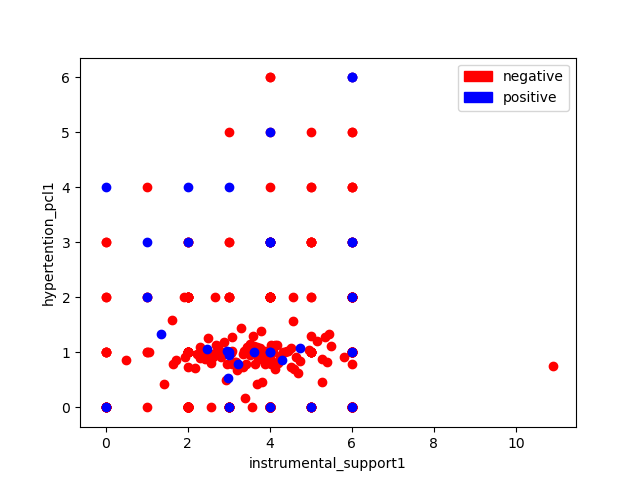 negative
positive
hypertention_pcl1
6
5
4
3
2
1
0
0 2 4 6 8 10
instrumental_support1